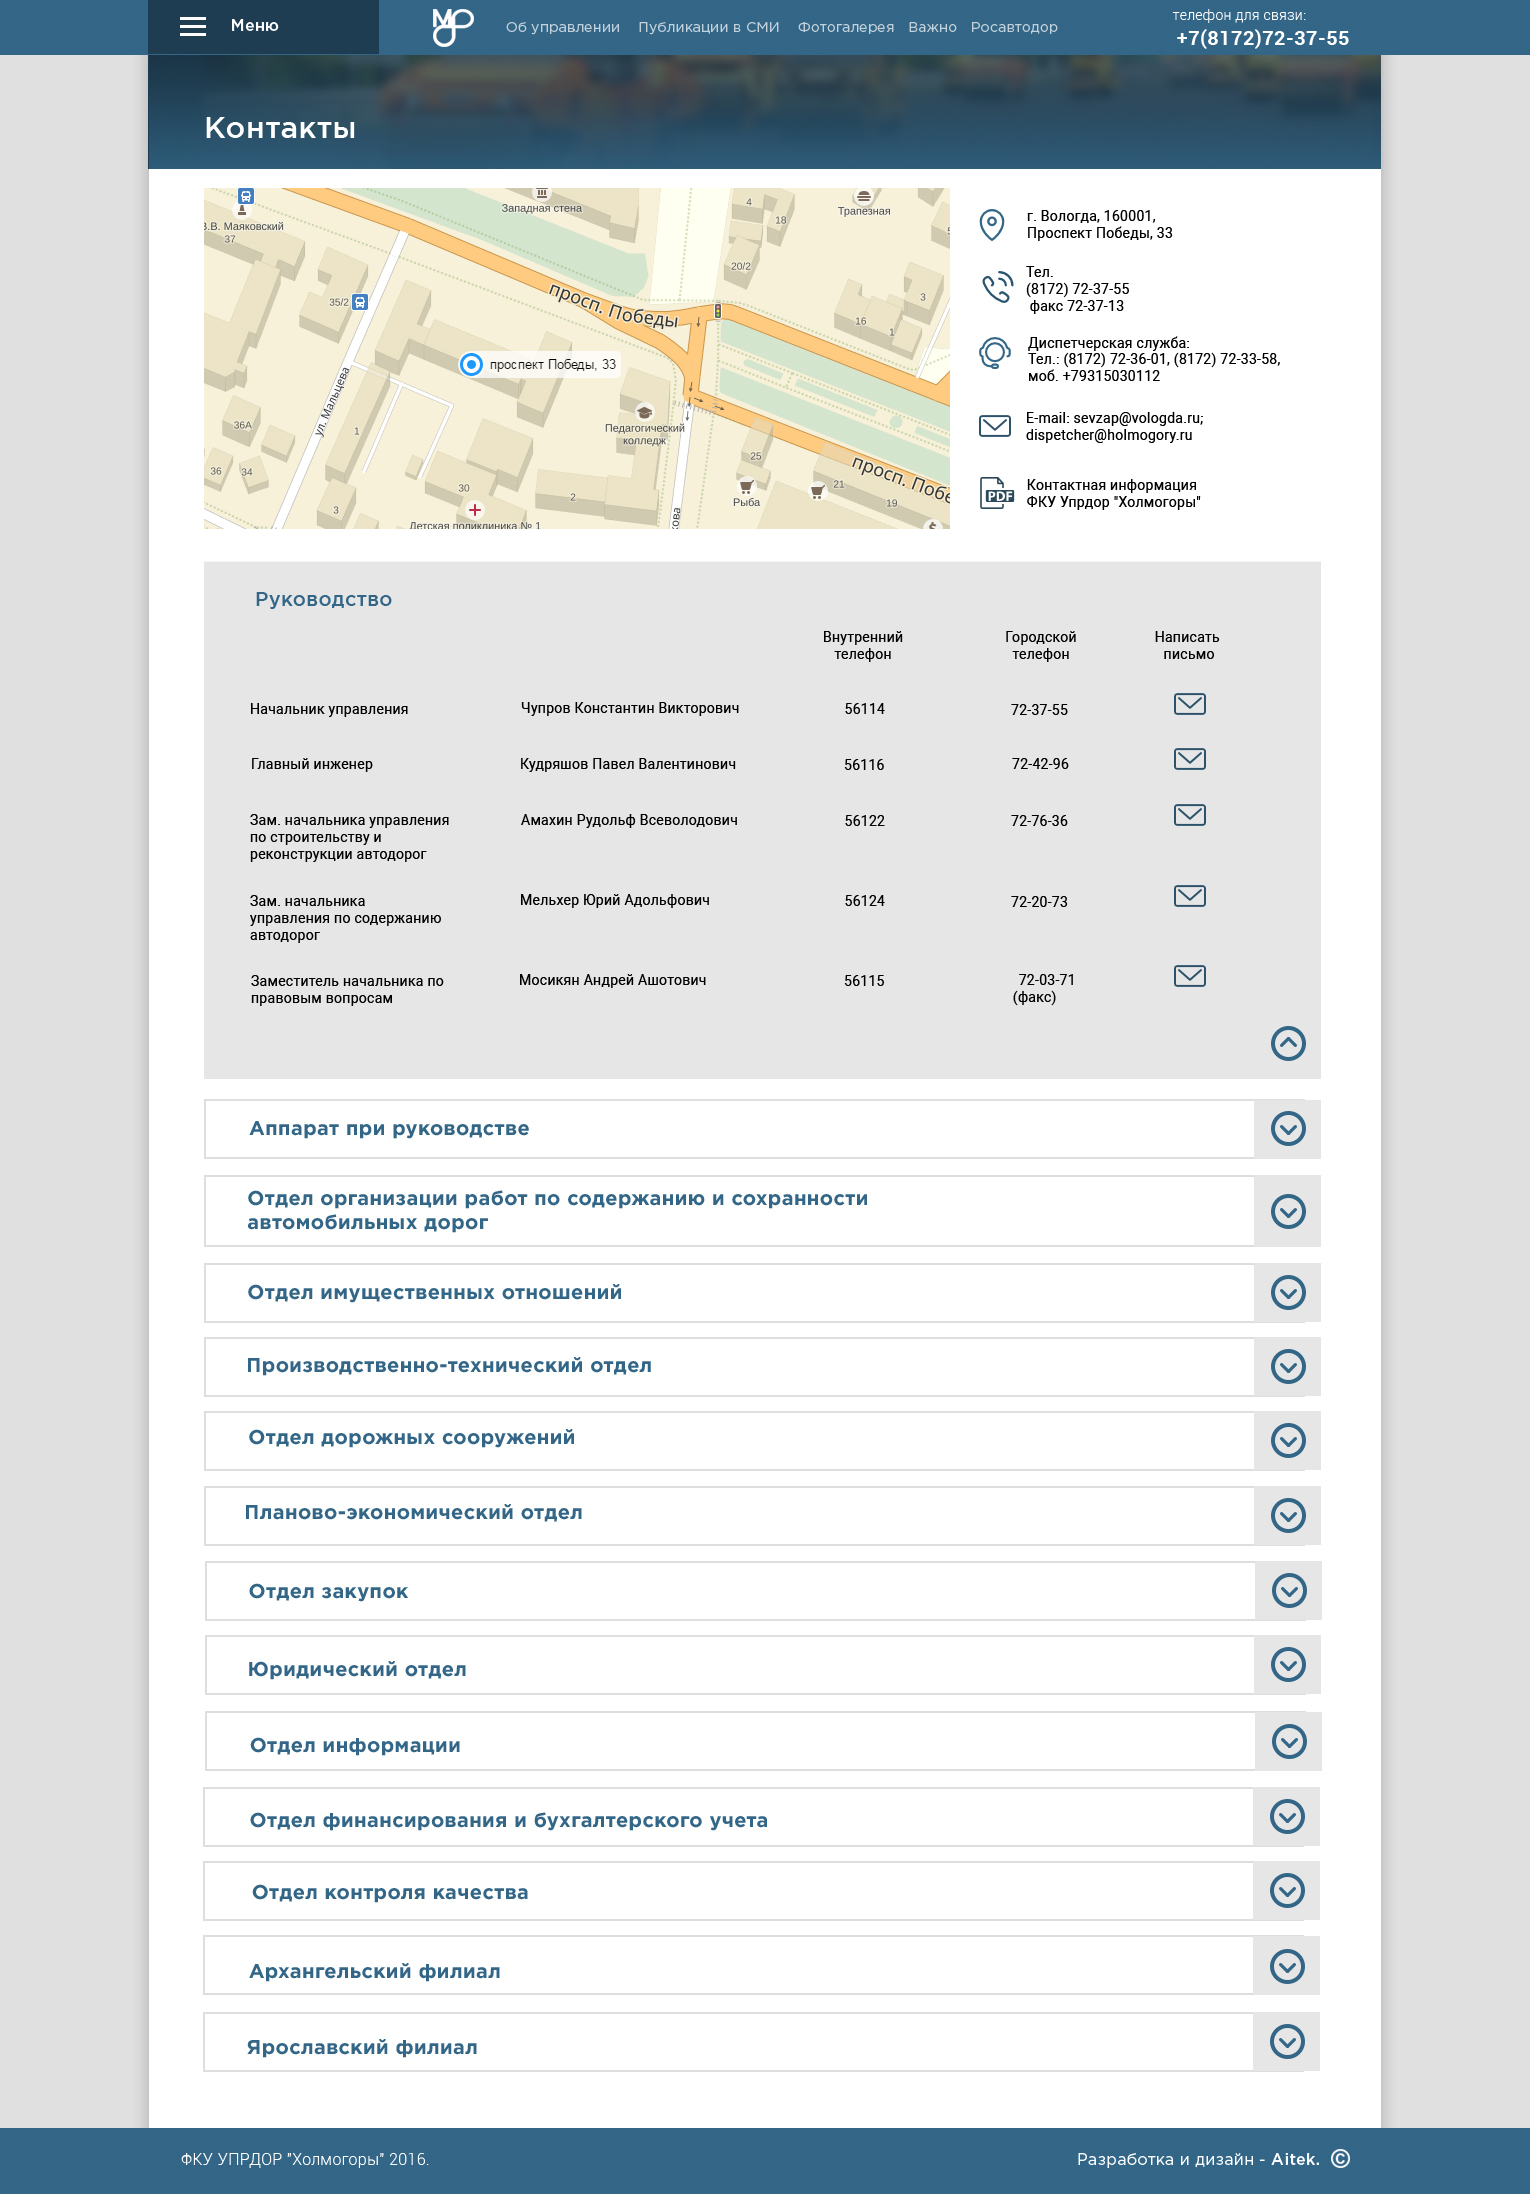 Меню
Об управлении Публикации в СМИ Фотогалерея Важно Росавтодор
телефон для связи:
+7(8172)72-37-55
Контакты
В.В. Маяковский
37
Западная стена
4
18
Трапезная
20/2
35/2
просп. Победы
3
16
1
проспект Победы, 33
ул. Мальцева
36А
1
Педагогический
колледж
36
34
30
2
3
25
Рыба
21
19
просп. Побе
Детская поликлиника № 1
г. Вологда, 160001,
Проспект Победы, 33
Тел.
(8172) 72-37-55
факс 72-37-13
Диспетчерская служба:
Тел.: (8172) 72-36-01, (8172) 72-33-58,
моб. +79315030112
E-mail: sevzap@vologda.ru;
dispetcher@holmogory.ru
PDF
Контактная информация
ФКУ Упрдор "Холмогоры"
Руководство
Внутренний телефон
Городской телефон
Написать письмо
Начальник управления Чупров Константин Викторович 56114 72-37-55
Главный инженер Кудряшов Павел Валентинович 56116 72-42-96
Зам. начальника управления Амахин Рудольф Всеволодович 56122 72-76-36
по строительству и
реконструкции автодорог
Зам. начальника Мельхер Юрий Адольфович 56124 72-20-73
управления по содержанию
автодорог
Заместитель начальника по Мосикян Андрей Ашотович 56115 72-03-71
правовым вопросам (факс)
Аппарат при руководстве
Отдел организации работ по содержанию и сохранности
автомобильных дорог
Отдел имущественных отношений
Производственно-технический отдел
Отдел дорожных сооружений
Планово-экономический отдел
Отдел закупок
Юридический отдел
Отдел информации
Отдел финансирования и бухгалтерского учета
Отдел контроля качества
Архангельский филиал
Ярославский филиал
ФКУ УПРДОР "Холмогоры" 2016.
Разработка и дизайн - Aitek. ©